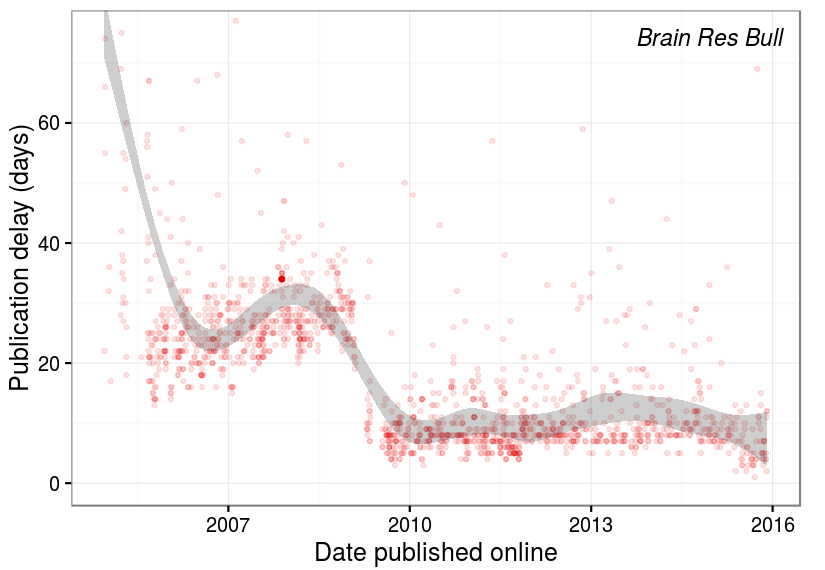 Brain Res Bull
Publication delay (days)
60
40
20
0
2007 2010 2013 2016
Date published online